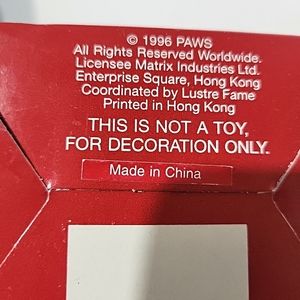 © 1996 PAWS
All Rights Reserved Worldwide.
Licensee Matrix Industries Ltd.
Enterprise Square, Hong Kong
Coordinated by Lustre Fame
Printed in Hong Kong
THIS IS NOT A TOY,
FOR DECORATION ONLY.
Made in China